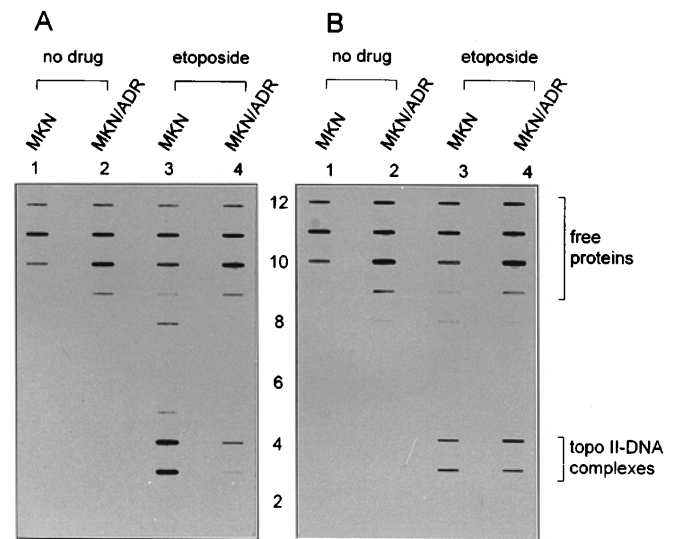 A
B
no drug
etoposide
no drug
etoposide
MKN
MKN/ADR
MKN
MKN/ADR
MKN
MKN/ADR
MKN
MKN/ADR
1 2 3 4
1 2 3 4
12
10
8
6
4
2
free
proteins
topo II-DNA
complexes